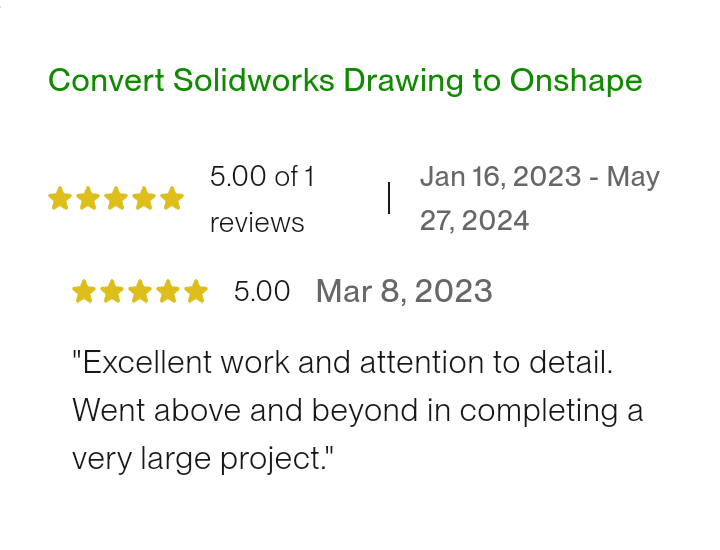 Convert Solidworks Drawing to Onshape
5.00 of 1
reviews
Jan 16, 2023 - May
27, 2024
5.00 Mar 8, 2023
"Excellent work and attention to detail.
Went above and beyond in completing a
very large project."